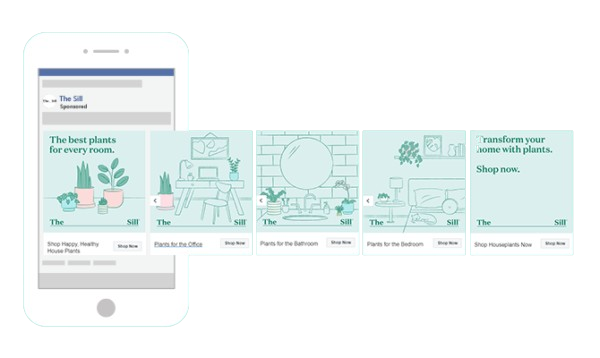 The Sill
Sponsored
The best plants
for every room.
The Sill
Shop Happy, Healthy
House Plants
Shop Now
The Sill
Plants for the Office
Shop Now
The Sill
Plants for the Bathroom
Shop Now
The Sill
Plants for the Bedroom
Shop Now
Transform your
home with plants.
Shop now.
The Sill
Shop Houseplants Now
Shop Now